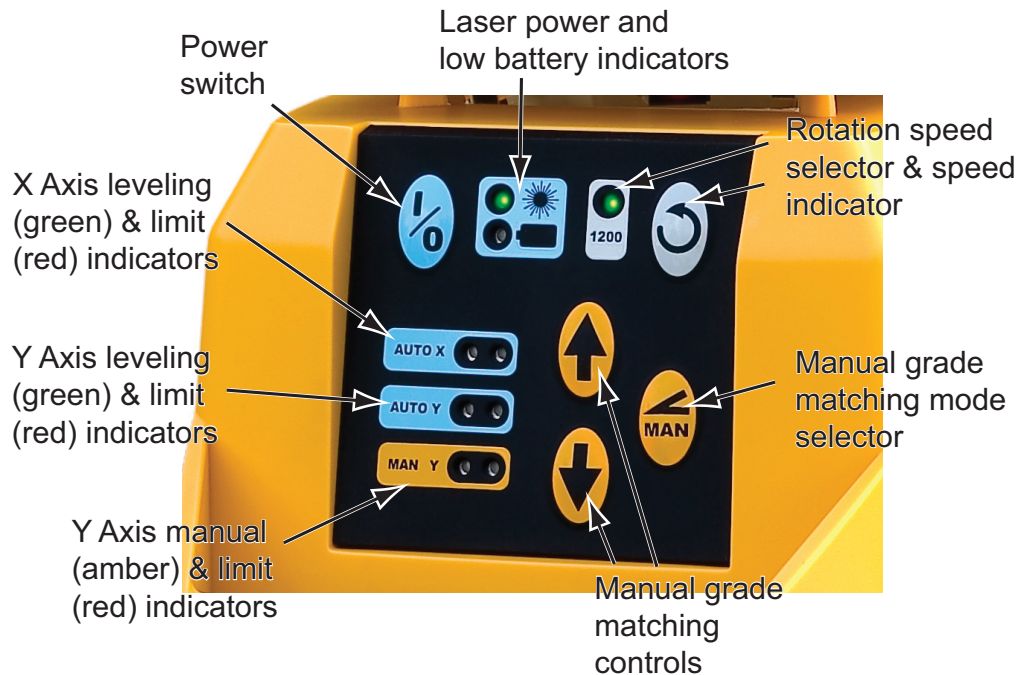 Laser power and
low battery indicators
Power
switch
Rotation speed
selector & speed
indicator
X Axis leveling
(green) & limit
(red) indicators
Y Axis leveling
(green) & limit
(red) indicators
Y Axis manual
(amber) & limit
(red) indicators
Manual grade
matching mode
selector
Manual grade
matching
controls
I/O
1200
AUTO X
AUTO Y
MAN Y
MAN